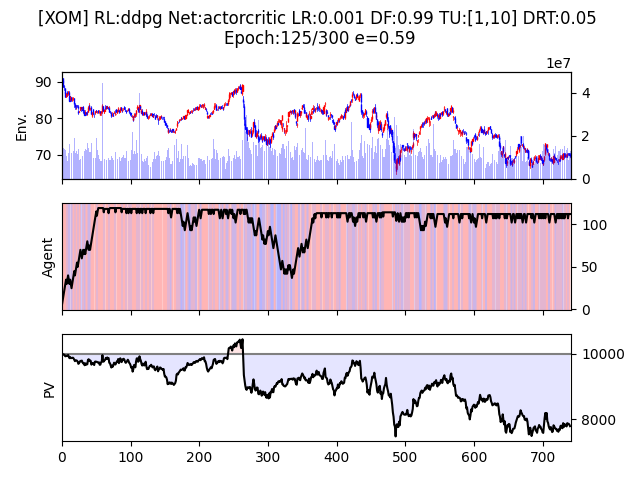 [XOM] RL:ddpg Net:actorcritic LR:0.001 DF:0.99 TU:[1,10] DRT:0.05
Epoch:125/300 e=0.59
1e7
90
80
70
Env.
4
2
0
Agent
100
50
0
PV
10000
8000
0 100 200 300 400 500 600 700